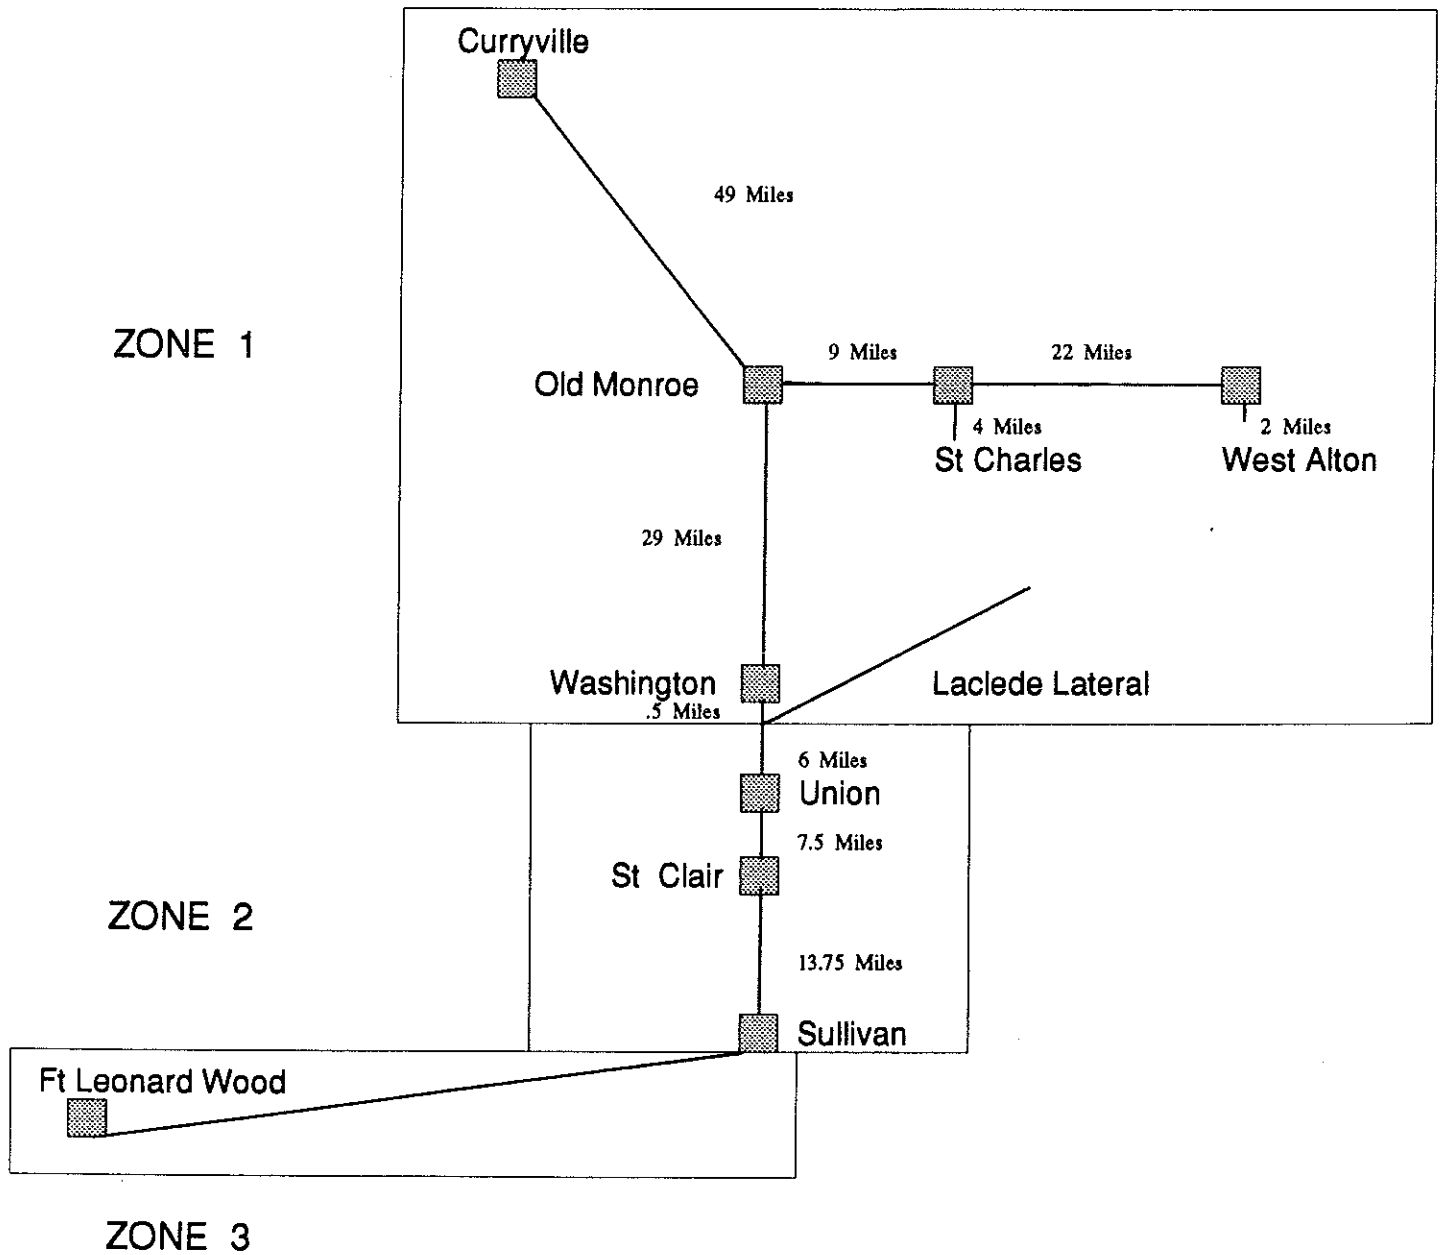 Curryville
49 Miles
ZONE 1
9 Miles
22 Miles
Old Monroe
4 Miles
2 Miles
St Charles
West Alton
29 Miles
Washington
Laclede Lateral
.5 Miles
6 Miles
Union
7.5 Miles
St Clair
ZONE 2
13.75 Miles
Sullivan
Ft Leonard Wood
ZONE 3